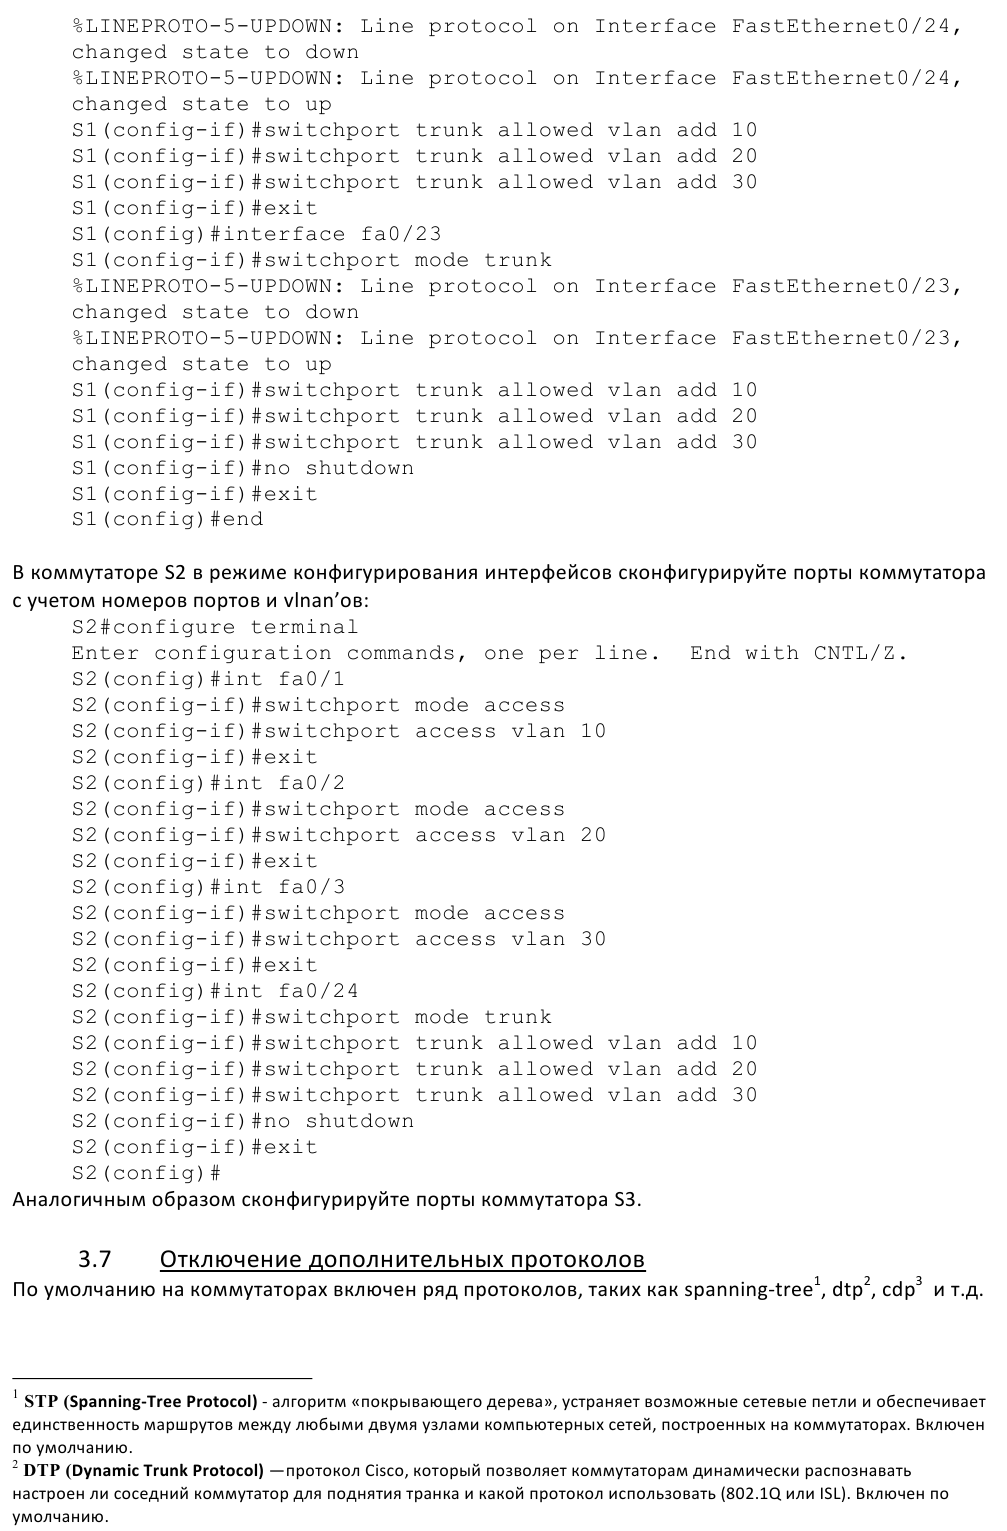 %LINEPROTO-5-UPDOWN: Line protocol on Interface FastEthernet0/24,
changed state to down
%LINEPROTO-5-UPDOWN: Line protocol on Interface FastEthernet0/24,
changed state to up
S1(config-if)#switchport trunk allowed vlan add 10
S1(config-if)#switchport trunk allowed vlan add 20
S1(config-if)#switchport trunk allowed vlan add 30
S1(config-if)#exit
S1(config)#interface fa0/23
S1(config-if)#switchport mode trunk
%LINEPROTO-5-UPDOWN: Line protocol on Interface FastEthernet0/23,
changed state to down
%LINEPROTO-5-UPDOWN: Line protocol on Interface FastEthernet0/23,
changed state to up
S1(config-if)#switchport trunk allowed vlan add 10
S1(config-if)#switchport trunk allowed vlan add 20
S1(config-if)#switchport trunk allowed vlan add 30
S1(config-if)#no shutdown
S1(config-if)#exit
S1(config)#end
В коммутаторе S2 в режиме конфигурирования интерфейсов сконфигурируйте порты коммутатора
с учетом номеров портов и vlnan’ов:
S2#configure terminal
Enter configuration commands, one per line.  End with CNTL/Z.
S2(config)#int fa0/1
S2(config-if)#switchport mode access
S2(config-if)#switchport access vlan 10
S2(config-if)#exit
S2(config)#int fa0/2
S2(config-if)#switchport mode access
S2(config-if)#switchport access vlan 20
S2(config-if)#exit
S2(config)#int fa0/3
S2(config-if)#switchport mode access
S2(config-if)#switchport access vlan 30
S2(config-if)#exit
S2(config)#int fa0/24
S2(config-if)#switchport mode trunk
S2(config-if)#switchport trunk allowed vlan add 10
S2(config-if)#switchport trunk allowed vlan add 20
S2(config-if)#switchport trunk allowed vlan add 30
S2(config-if)#no shutdown
S2(config-if)#exit
S2(config)#
Аналогичным образом сконфигурируйте порты коммутатора S3.
3.7 Отключение дополнительных протоколов
По умолчанию на коммутаторах включен ряд протоколов, таких как spanning-tree¹, dtp², cdp³ и т.д.
¹ STP (Spanning-Tree Protocol) - алгоритм «покрывающего дерева», устраняет возможные сетевые петли и обеспечивает
единственность маршрутов между любыми двумя узлами компьютерных сетей, построенных на коммутаторах. Включен
по умолчанию.
² DTP (Dynamic Trunk Protocol) —протокол Cisco, который позволяет коммутаторам динамически распознавать
настроен ли соседний коммутатор для поднятия транка и какой протокол использовать (802.1Q или ISL). Включен по
умолчанию.